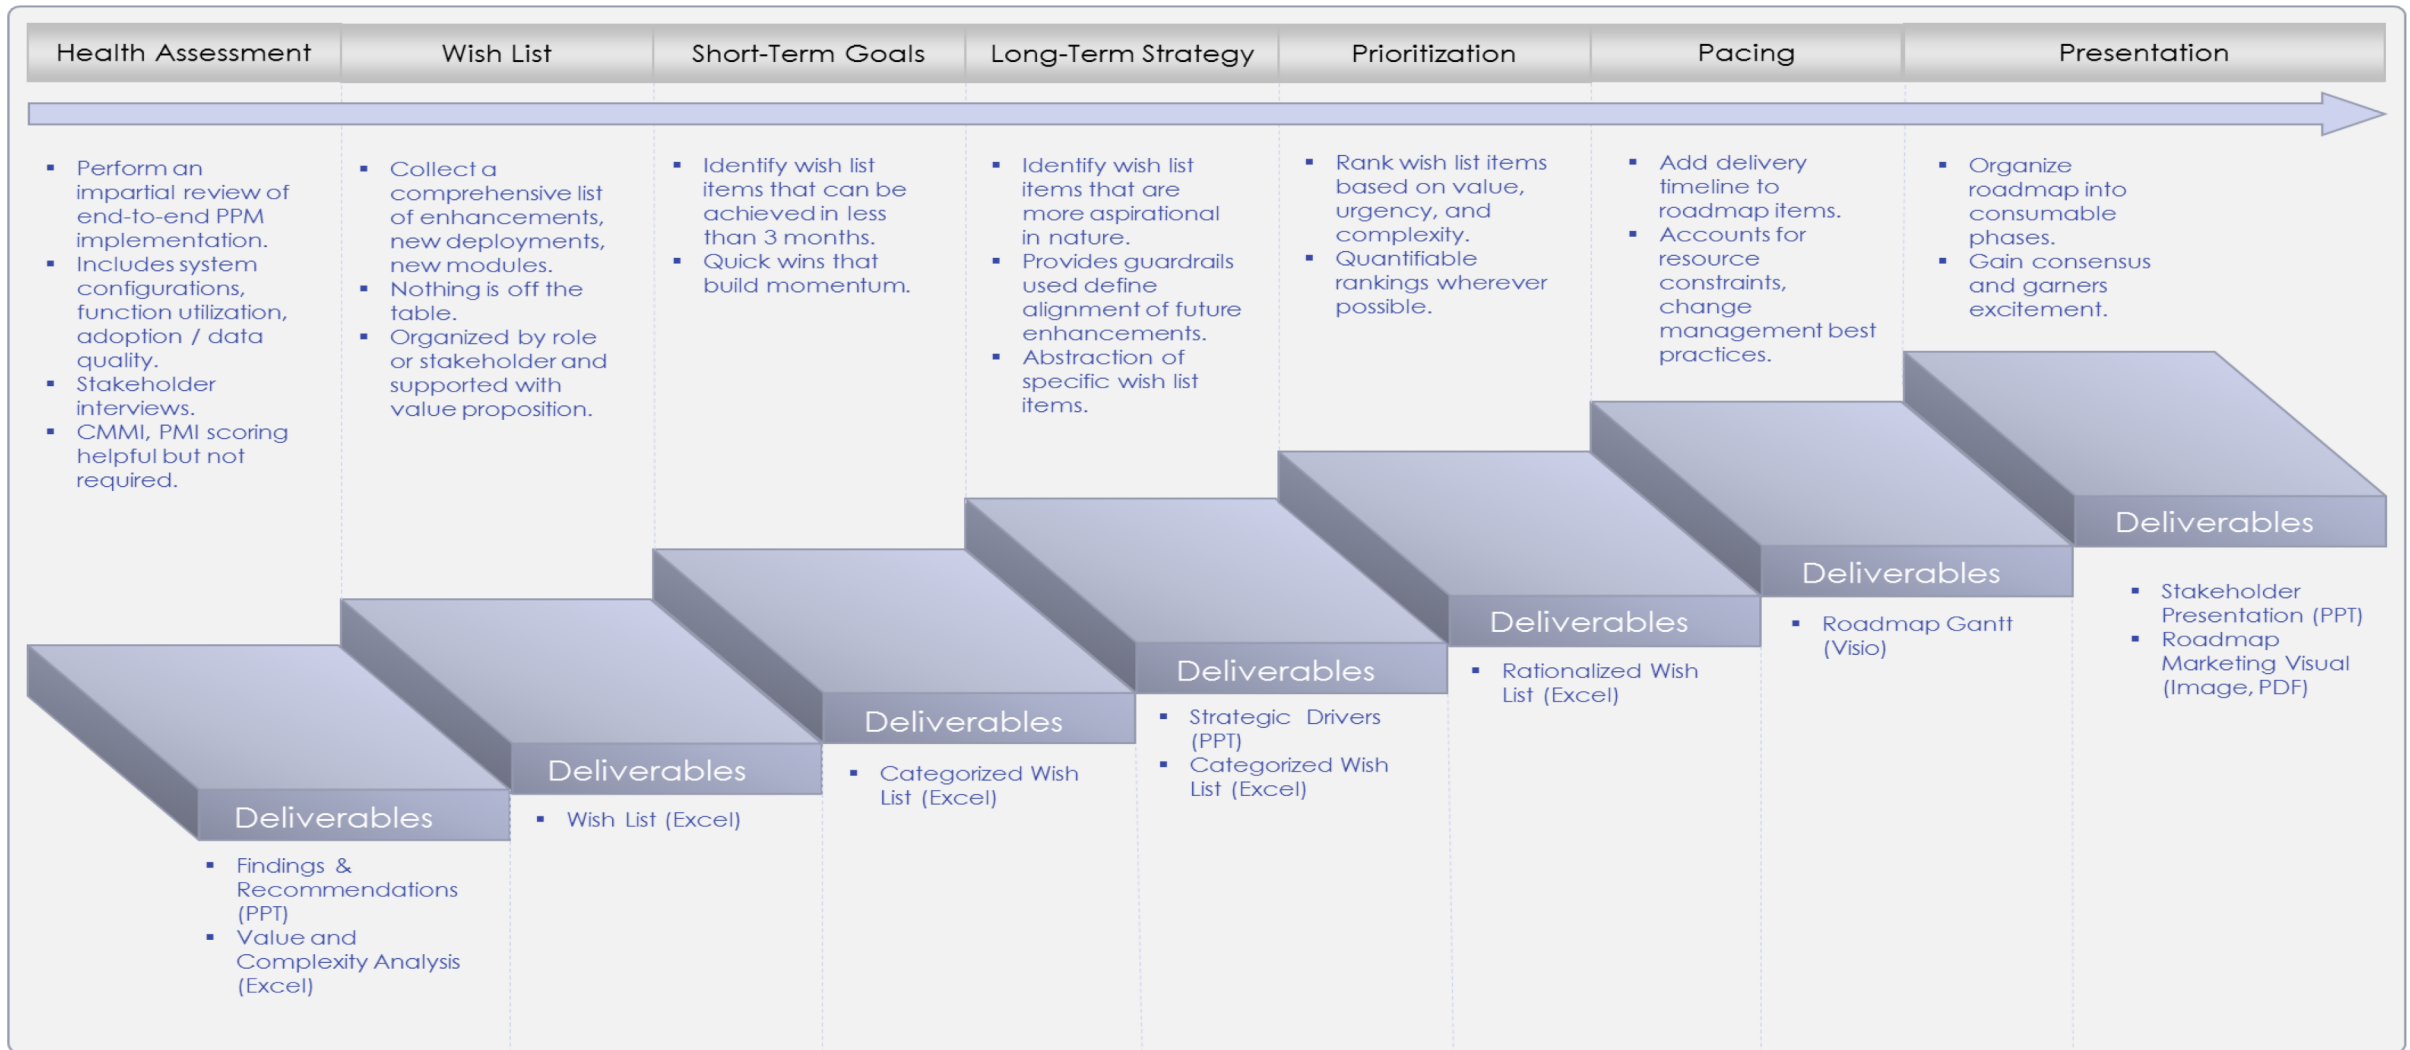 Health Assessment
Wish List
Short-Term Goals
Long-Term Strategy
Prioritization
Pacing
Presentation
▪ Perform an
impartial review of
end-to-end PPM
implementation.
▪ Includes system
configurations,
function utilization,
adoption / data
quality.
▪ Stakeholder
interviews.
▪ CMMI, PMI scoring
helpful but not
required.
▪ Collect a
comprehensive list
of enhancements,
new deployments,
new modules.
▪ Nothing is off the
table.
▪ Organized by role
or stakeholder and
supported with
value proposition.
▪ Identify wish list
items that can be
achieved in less
than 3 months.
▪ Quick wins that
build momentum.
▪ Identify wish list
items that are
more aspirational
in nature.
▪ Provides guardrails
used define
alignment of future
enhancements.
▪ Abstraction of
specific wish list
items.
▪ Rank wish list items
based on value,
urgency, and
complexity.
▪ Quantifiable
rankings wherever
possible.
▪ Add delivery
timeline to
roadmap items.
▪ Accounts for
resource
constraints,
change
management best
practices.
▪ Organize
roadmap into
consumable
phases.
▪ Gain consensus
and garners
excitement.
Deliverables
▪ Findings &
Recommendations
(PPT)
▪ Value and
Complexity Analysis
(Excel)
Deliverables
▪ Wish List (Excel)
Deliverables
▪ Categorized Wish
List (Excel)
Deliverables
▪ Strategic Drivers
(PPT)
▪ Categorized Wish
List (Excel)
Deliverables
▪ Rationalized Wish
List (Excel)
Deliverables
▪ Roadmap Gantt
(Visio)
Deliverables
▪ Stakeholder
Presentation (PPT)
▪ Roadmap
Marketing Visual
(Image, PDF)